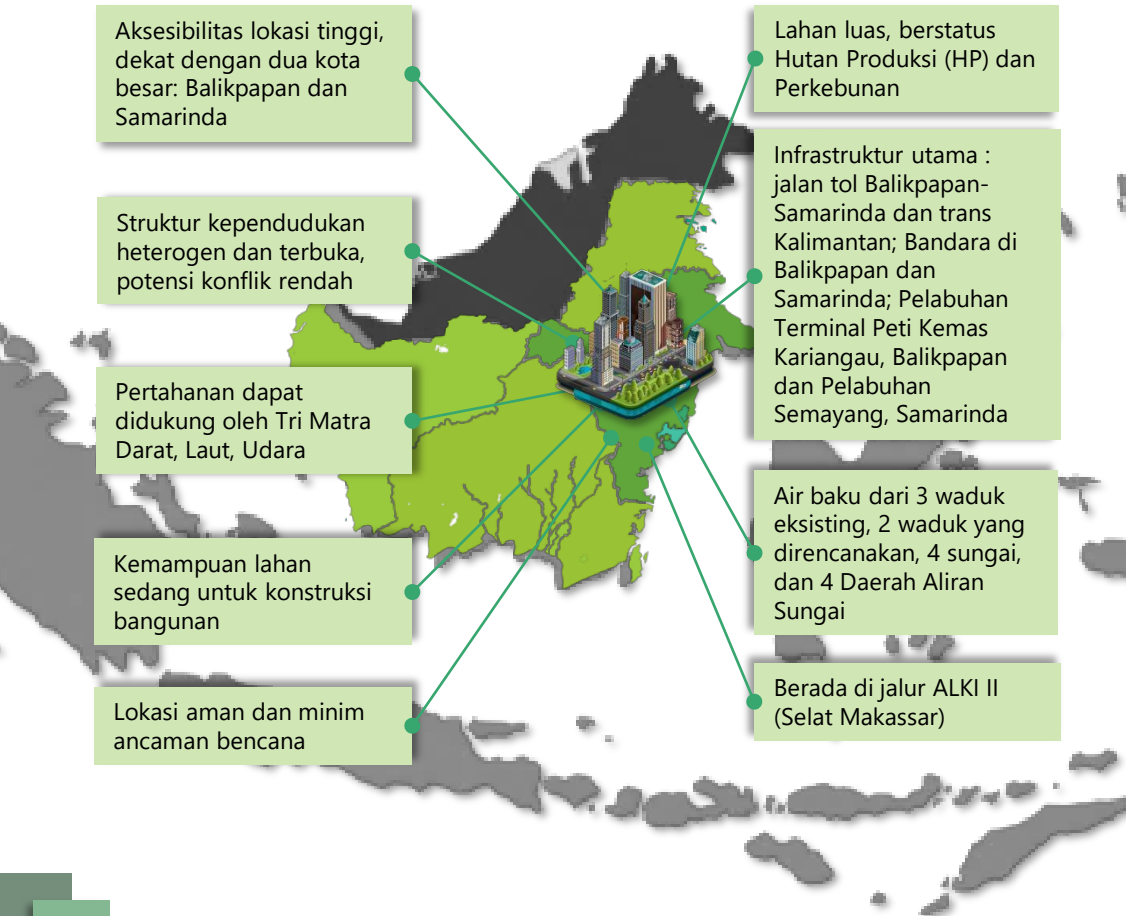 Aksesibilitas lokasi tinggi,
dekat dengan dua kota
besar: Balikpapan dan
Samarinda
Struktur kependudukan
heterogen dan terbuka,
potensi konflik rendah
Pertahanan dapat
didukung oleh Tri Matra
Darat, Laut, Udara
Kemampuan lahan
sedang untuk konstruksi
bangunan
Lokasi aman dan minim
ancaman bencana
Lahan luas, berstatus
Hutan Produksi (HP) dan
Perkebunan
Infrastruktur utama :
jalan tol Balikpapan-
Samarinda dan trans
Kalimantan; Bandara di
Balikpapan dan
Samarinda; Pelabuhan
Terminal Peti Kemas
Kariangau, Balikpapan
dan Pelabuhan
Semayang, Samarinda
Air baku dari 3 waduk
eksisting, 2 waduk yang
direncanakan, 4 sungai,
dan 4 Daerah Aliran
Sungai
Berada di jalur ALKI II
(Selat Makassar)